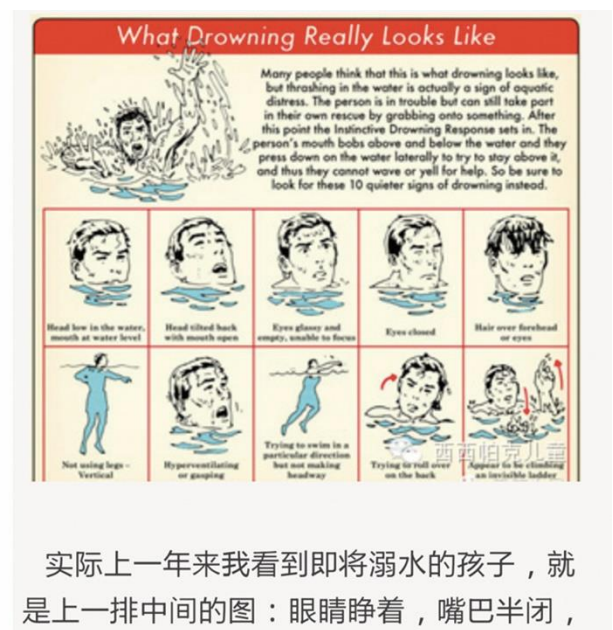 What Drowning Really Looks Like
Many people think that this is what drowning looks like,
but thrashing in the water is actually a sign of aquatic
distress. The person is in trouble but can still take part
in their own rescue by grabbing onto something. After
this point the Instinctive Drowning Response sets in. The
person's mouth bobs above and below the water and they
press down on the water laterally to try to stay above it,
and thus they cannot wave or yell for help. So be sure to
look for these 10 quieter signs of drowning instead.
Head low in the water,
mouth at water level
Head tilted back
with mouth open
Eyes glassy and
empty, unable to focus
Eyes closed
Hair over forehead
or eyes
Not using legs –
Vertical
Hyperventilating
or gasping
Trying to swim in a
particular direction
but not making
headway
Trying to roll over
on the back
Appear to be climbing
an invisible ladder
西西帕克儿童
实际上一年来我看到即将溺水的孩子，就
是上一排中间的图：眼睛睁着，嘴巴半闭，